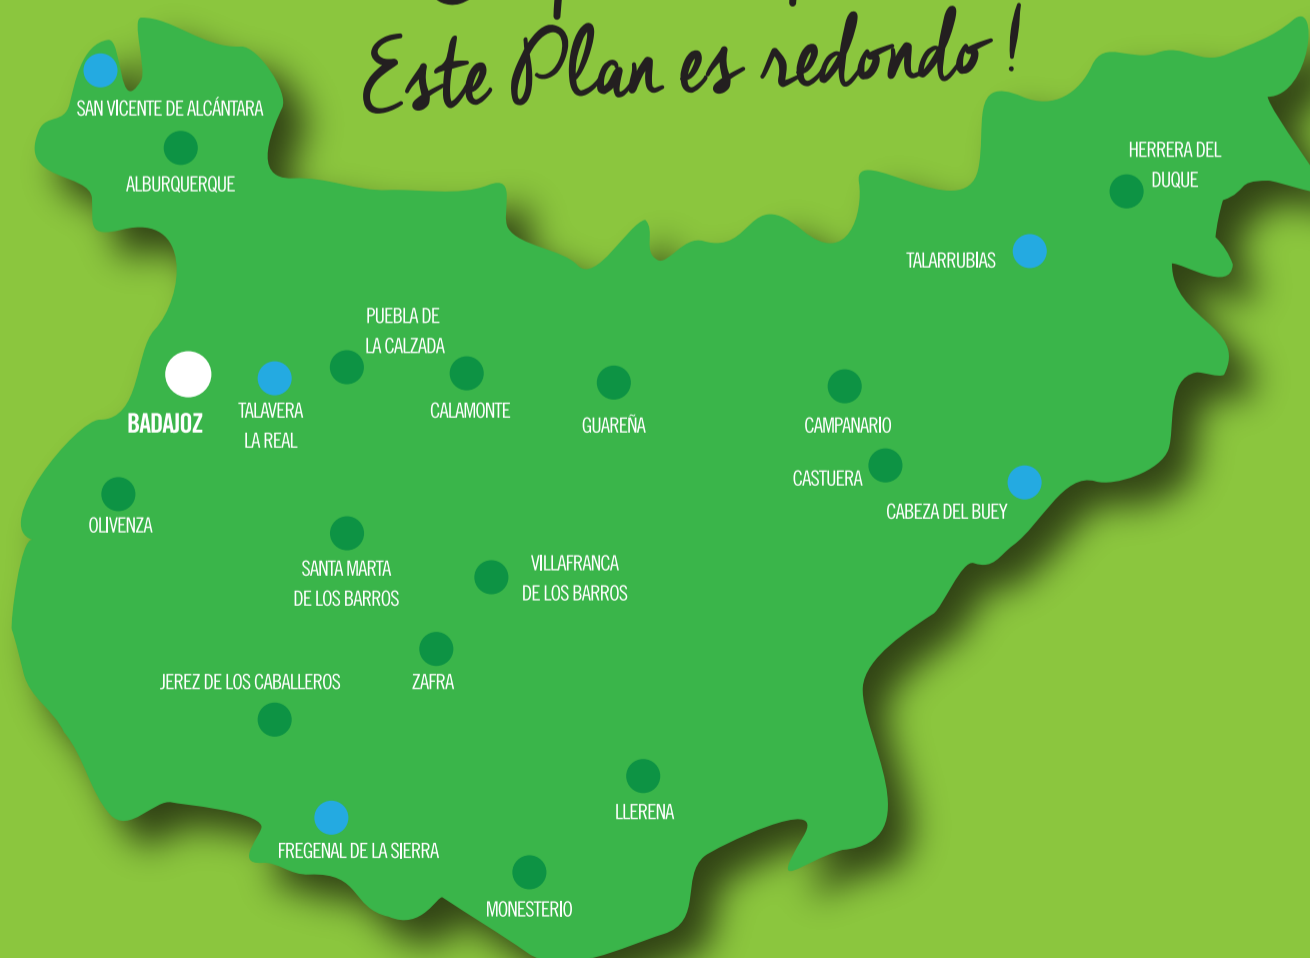 Este Plan es redondo!
SAN VICENTE DE ALCÁNTARA
ALBURQUERQUE
HERRERA DEL
DUQUE
TALARRUBIAS
PUEBLA DE
LA CALZADA
BADAJOZ
TALAVERA
LA REAL
CALAMONTE
GUAREÑA
CAMPANARIO
CASTUERA
CABEZA DEL BUEY
OLIVENZA
SANTA MARTA
DE LOS BARROS
VILLAFRANCA
DE LOS BARROS
JEREZ DE LOS CABALLEROS
ZAFRA
LLERENA
FREGENAL DE LA SIERRA
MONESTERIO